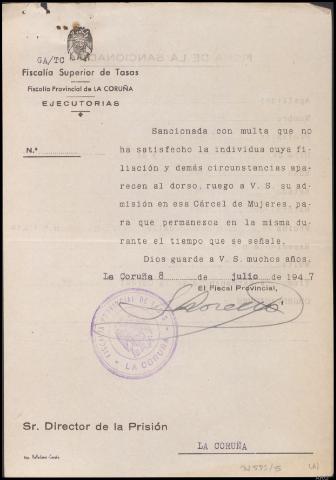 GA/TC
Fiscalía Superior de Tasas
Fiscalía Provincial de LA CORUÑA
EJECUTORIAS
N.º
Sancionada con multa que no
ha satisfecho la individua cuya fi-
liación y demás circunstancias apa-
recen al dorso, ruego a V. S. su ad-
misión en esa Cárcel de Mujeres, pa-
ra que permanezca en la misma du-
rante el tiempo que se señale.
Dios guarde a V. S. muchos años.
La Coruña 8 de julio de 1947
El Fiscal Provincial,
LA CORUÑA
Sr. Director de la Prisión
LA CORUÑA